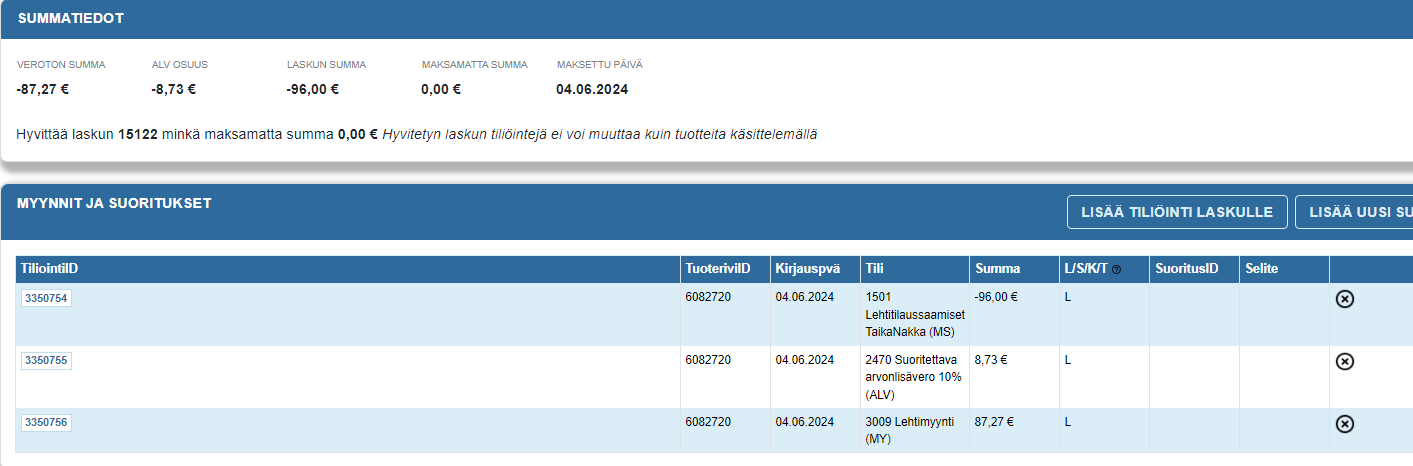 SUMMATIEDOT
VEROTON SUMMA ALV OSUUS LASKUN SUMMA MAKSAMATTA SUMMA MAKSETTU PÄIVÄ
-87,27 € -8,73 € -96,00 € 0,00 € 04.06.2024
Hyvittää laskun 15122 minkä maksamatta summa 0,00 € Hyvitetyn laskun tiliöintejä ei voi muuttaa kuin tuotteita käsittelemällä
MYYNNIT JA SUORITUKSET LISÄÄ TILIÖINTI LASKULLE LISÄÄ UUSI SU
TiliointiID TuoteriviID Kirjauspvä Tili Summa L/S/K/T SuoritusID Selite
3350754 6082720 04.06.2024 1501 -96,00 € L
Lehtitilaussaamiset
TaikaNakka (MS)
3350755 6082720 04.06.2024 2470 Suoritettava 8,73 € L
arvonlisävero 10%
(ALV)
3350756 6082720 04.06.2024 3009 Lehtimyynti 87,27 € L
(MY)